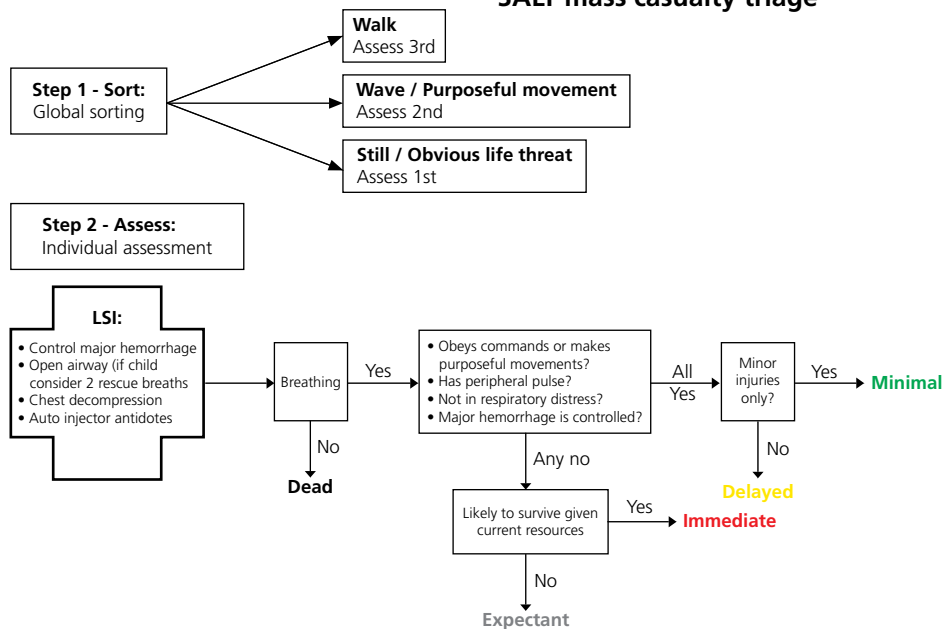 SALT mass casualty triage
Walk
Assess 3rd
Step 1 - Sort:
Global sorting
Wave / Purposeful movement
Assess 2nd
Still / Obvious life threat
Assess 1st
Step 2 - Assess:
Individual assessment
LSI:
• Control major hemorrhage
• Open airway (if child
consider 2 rescue breaths
• Chest decompression
• Auto injector antidotes
Breathing
Yes
No
Dead
• Obeys commands or makes
purposeful movements?
• Has peripheral pulse?
• Not in respiratory distress?
• Major hemorrhage is controlled?
All
Yes
Minor
injuries
only?
Yes
Minimal
No
Delayed
Any no
Likely to survive given
current resources
Yes
Immediate
No
Expectant